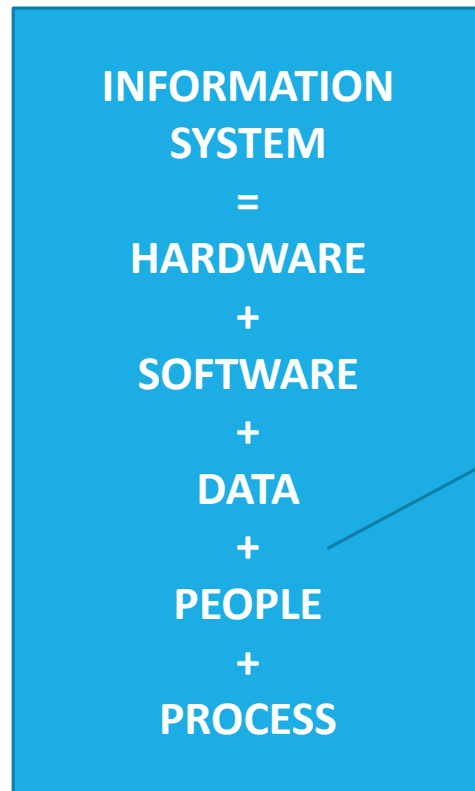 INFORMATION
SYSTEM
=
HARDWARE
+
SOFTWARE
+
DATA
+
PEOPLE
+
PROCESS